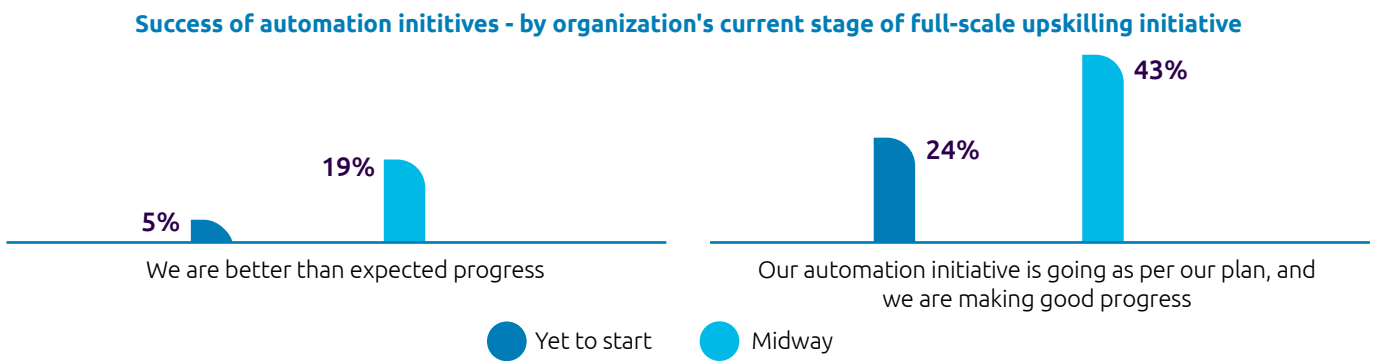 Success of automation inititives - by organization's current stage of full-scale upskilling initiative
5%
19%
24%
43%
We are better than expected progress
Our automation initiative is going as per our plan, and
we are making good progress
Yet to start
Midway